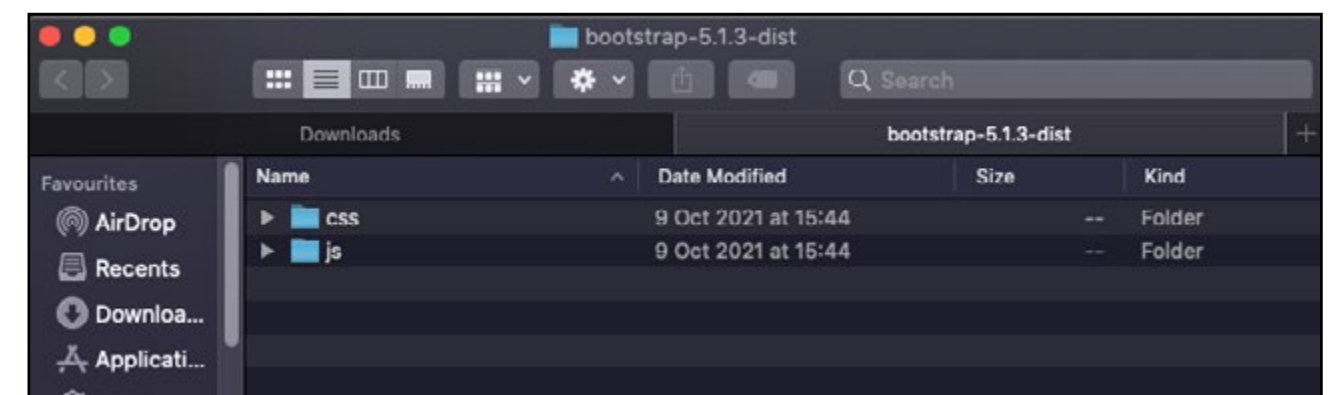 bootstrap-5.1.3-dist
Search
Downloads bootstrap-5.1.3-dist +
Favourites Name Date Modified Size Kind
AirDrop css 9 Oct 2021 at 15:44 -- Folder
Recents js 9 Oct 2021 at 15:44 -- Folder
Downloa...
Applicati...